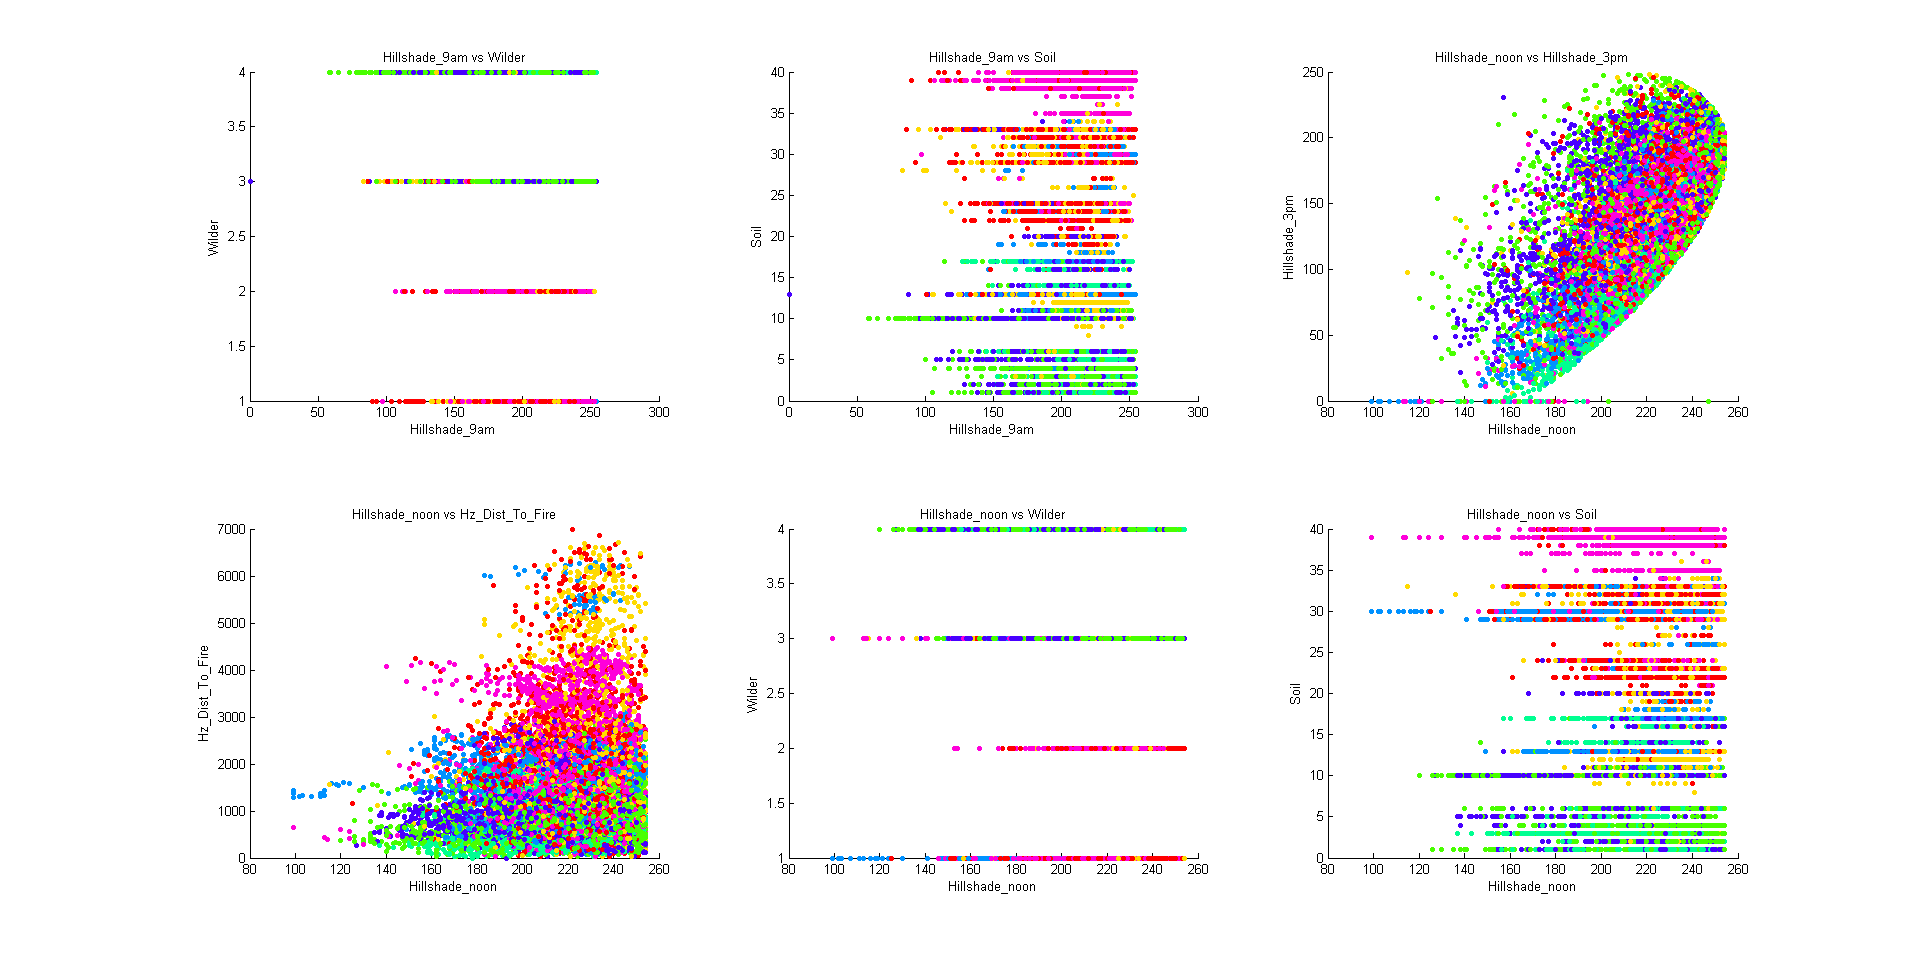 Hillshade_9am vs Wilder
4
3.5
3
2.5
2
1.5
1
Wilder
0 50 100 150 200 250 300
Hillshade_9am
Hillshade_9am vs Soil
40
35
30
25
20
15
10
5
0
Soil
0 50 100 150 200 250 300
Hillshade_9am
Hillshade_noon vs Hillshade_3pm
250
200
150
100
50
0
Hillshade_3pm
80 100 120 140 160 180 200 220 240 260
Hillshade_noon
Hillshade_noon vs Hz_Dist_To_Fire
7000
6000
5000
4000
3000
2000
1000
0
Hz_Dist_To_Fire
80 100 120 140 160 180 200 220 240 260
Hillshade_noon
Hillshade_noon vs Wilder
4
3.5
3
2.5
2
1.5
1
Wilder
80 100 120 140 160 180 200 220 240 260
Hillshade_noon
Hillshade_noon vs Soil
40
35
30
25
20
15
10
5
0
Soil
80 100 120 140 160 180 200 220 240 260
Hillshade_noon